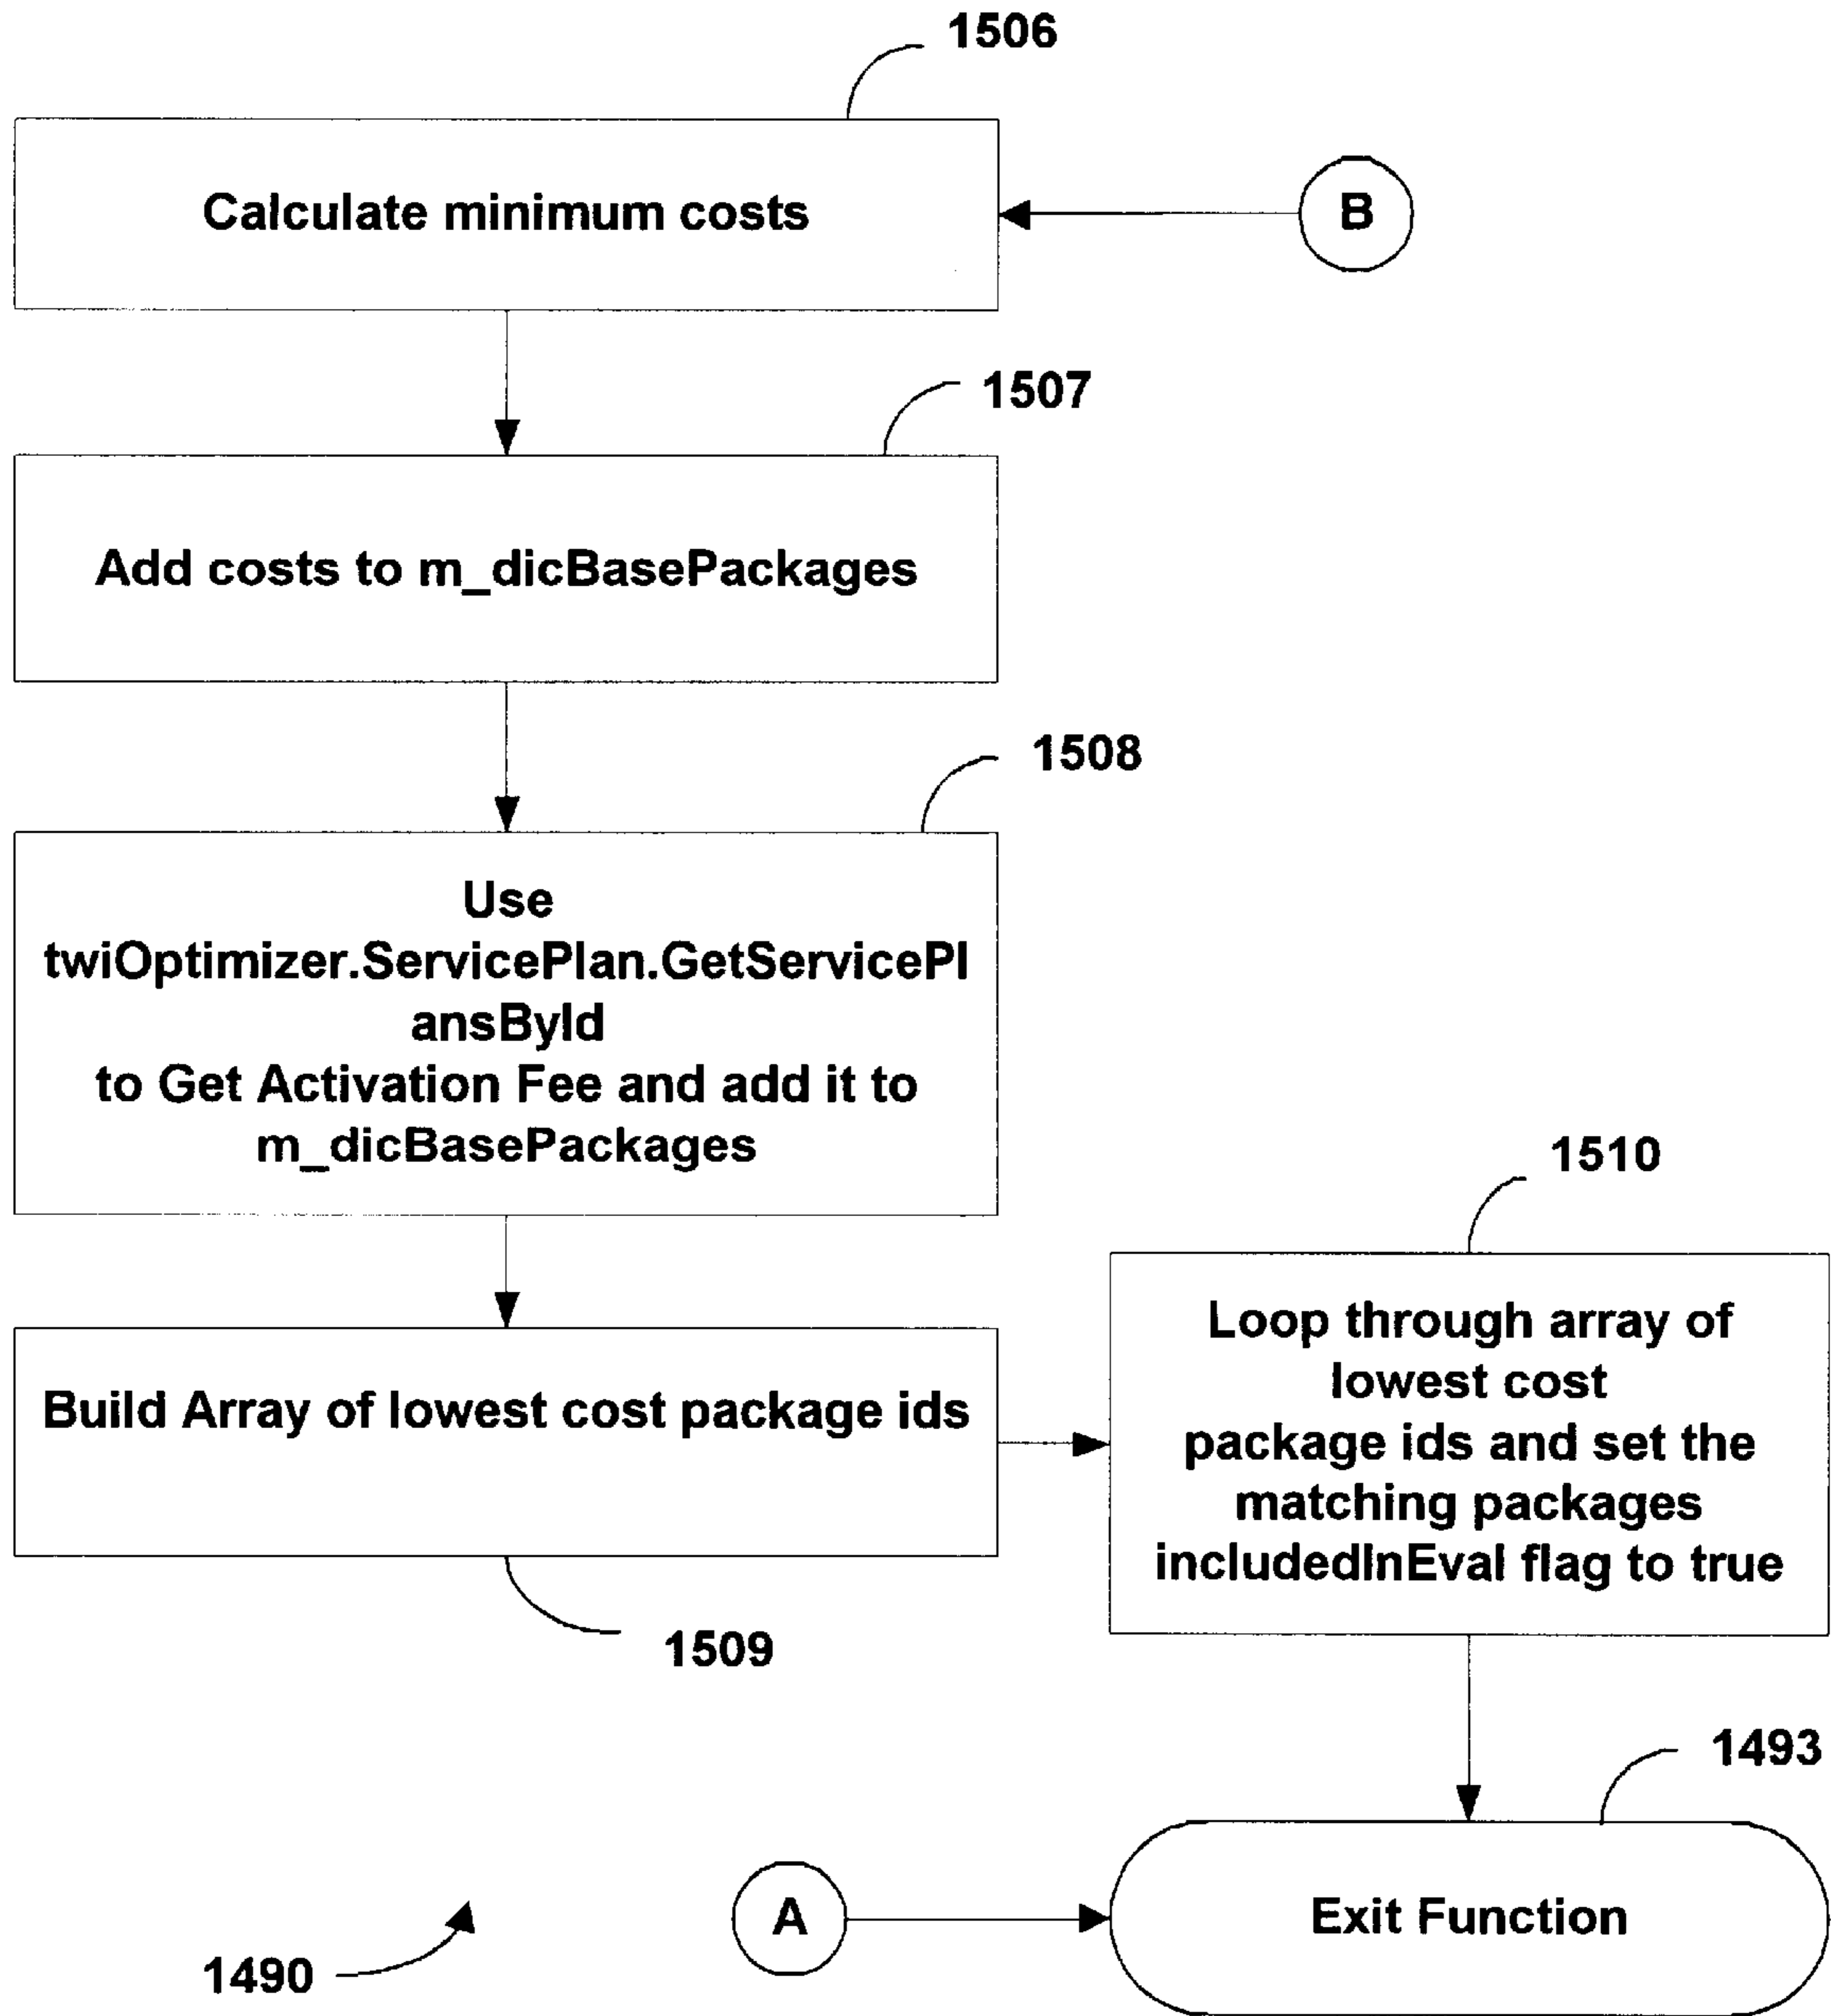 1506
Calculate minimum costs
B
1507
Add costs to m_dicBasePackages
1508
Use
twiOptimizer.ServicePlan.GetServicePl
ansById
to Get Activation Fee and add it to
m_dicBasePackages
Build Array of lowest cost package ids
1509
1510
Loop through array of
lowest cost
package ids and set the
matching packages
includedInEval flag to true
1493
A
Exit Function
1490